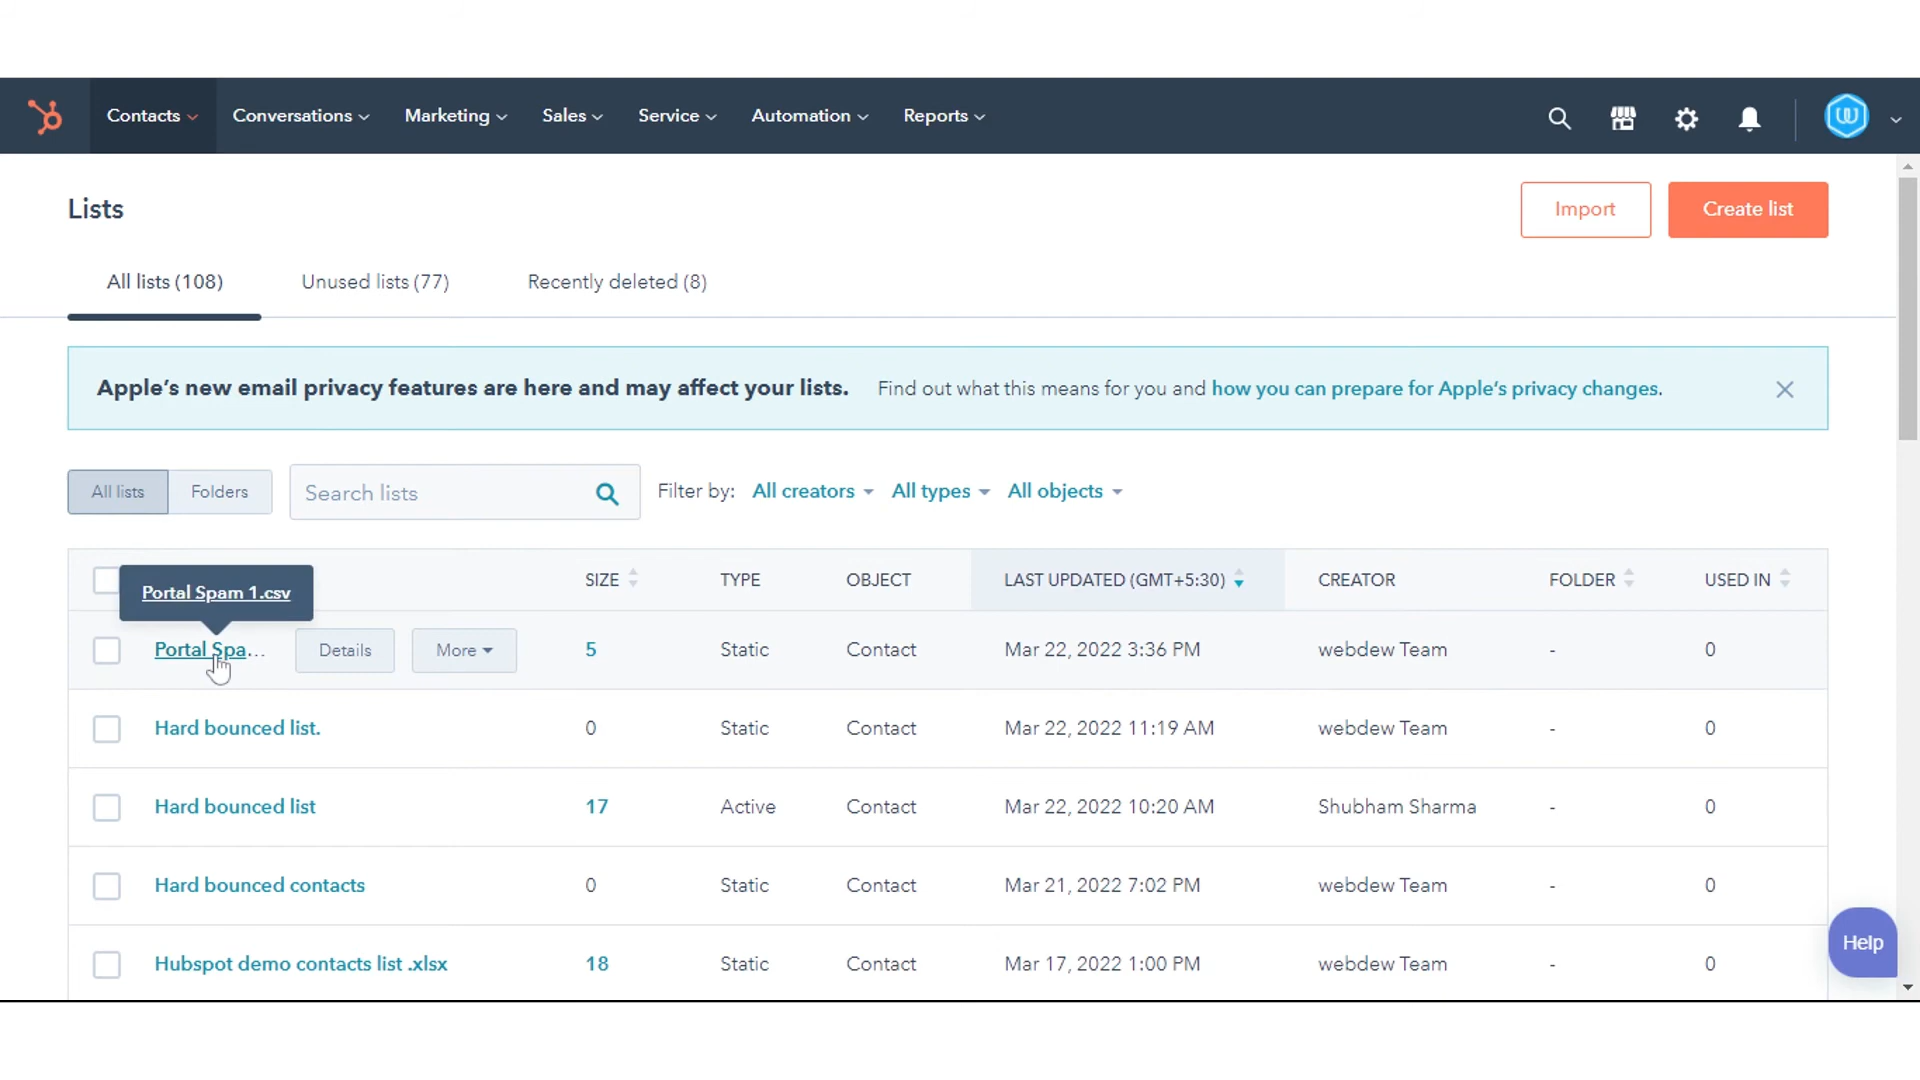 Contacts Conversations Marketing Sales Service Automation Reports
Lists
Import Create list
All lists (108) Unused lists (77) Recently deleted (8)
Apple's new email privacy features are here and may affect your lists. Find out what this means for you and how you can prepare for Apple's privacy changes.
All lists Folders Search lists Filter by: All creators All types All objects
SIZE TYPE OBJECT LAST UPDATED (GMT+5:30) CREATOR FOLDER USED IN
Portal Spam 1.csv
Portal Spa... Details More 5 Static Contact Mar 22, 2022 3:36 PM webdew Team - 0
Hard bounced list. 0 Static Contact Mar 22, 2022 11:19 AM webdew Team - 0
Hard bounced list 17 Active Contact Mar 22, 2022 10:20 AM Shubham Sharma - 0
Hard bounced contacts 0 Static Contact Mar 21, 2022 7:02 PM webdew Team - 0
Hubspot demo contacts list .xlsx 18 Static Contact Mar 17, 2022 1:00 PM webdew Team - 0
Help